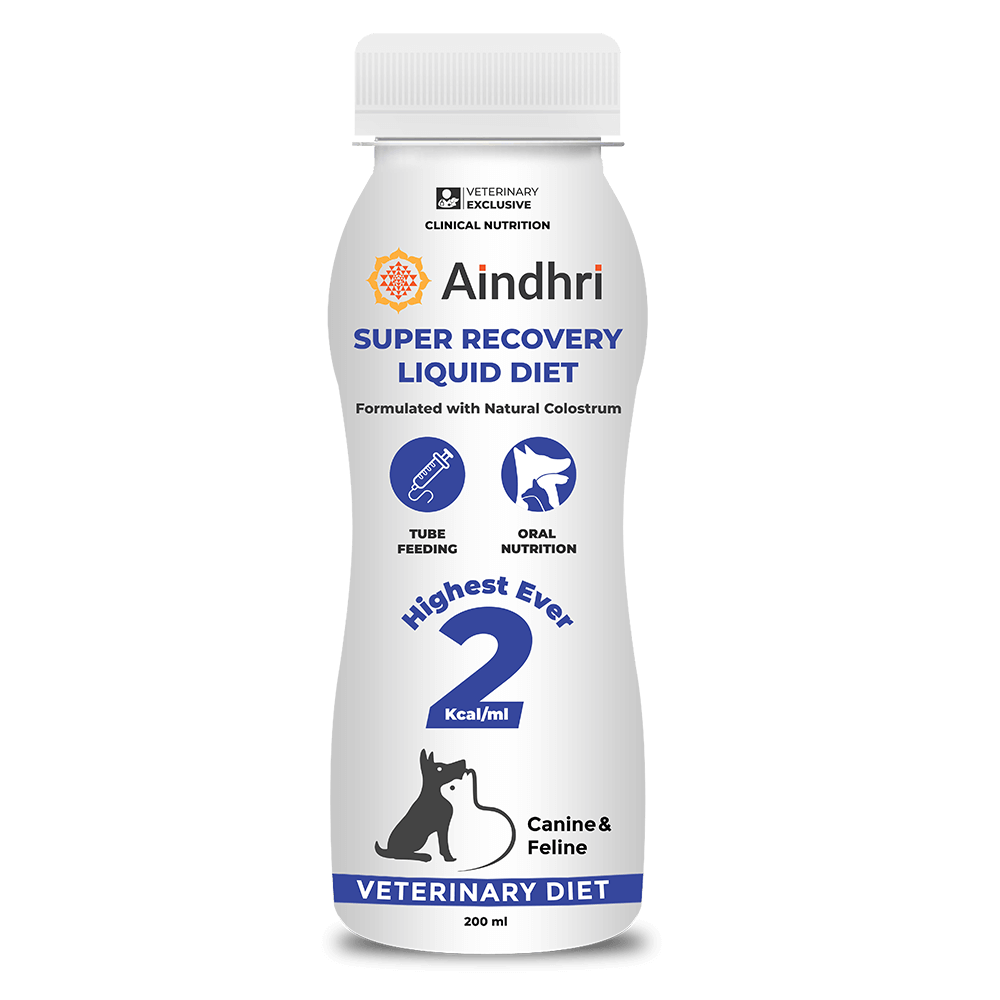 VETERINARY
EXCLUSIVE
CLINICAL NUTRITION
Aindhri
SUPER RECOVERY
LIQUID DIET
Formulated with Natural Colostrum
TUBE
FEEDING
ORAL
NUTRITION
Highest Ever
2
Kcal/ml
Canine &
Feline
VETERINARY DIET
200 ml